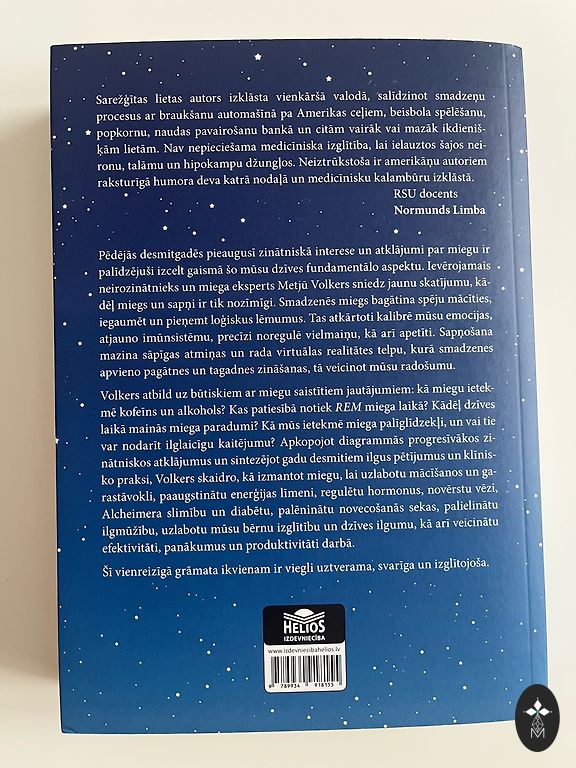 Sarežģītas lietas autors izklāsta vienkāršā valodā, salīdzinot smadzeņu
procesus ar braukšanu automašīnā pa Amerikas ceļiem, beisbola spēlēšanu,
popkornu, naudas pavairošanu bankā un citām vairāk vai mazāk ikdieniš-
ķām lietām. Nav nepieciešama medicīniska izglītība, lai ielauztos šajos nei-
ronu, talāmu un hipokampu džungļos. Neiztrūkstoša ir amerikāņu autoriem
raksturīgā humora deva katrā nodaļā un medicīnisku kalambūru izklāstā.
RSU docents
Normunds Limba
Pēdējās desmitgadēs pieaugusī zinātniskā interese un atklājumi par miegu ir
palīdzējuši izcelt gaismā šo mūsu dzīves fundamentālo aspektu. Ievērojamais
neirozinātnieks un miega eksperts Metjū Volkers sniedz jaunu skatījumu, kā-
dēļ miegs un sapņi ir tik nozīmīgi. Smadzenēs miegs bagātina spēju mācīties,
iegaumēt un pieņemt loģiskus lēmumus. Tas atkārtoti kalibrē mūsu emocijas,
atjauno imūnsistēmu, precīzi noregulē vielmaiņu, kā arī apetīti. Sapņošana
mazina sāpīgas atmiņas un rada virtuālas realitātes telpu, kurā smadzenes
apvieno pagātnes un tagadnes zināšanas, tā veicinot mūsu radošumu.
Volkers atbild uz būtiskiem ar miegu saistītiem jautājumiem: kā miegu ietek-
mē kofeīns un alkohols? Kas patiesībā notiek REM miega laikā? Kādēļ dzīves
laikā mainās miega paradumi? Kā mūs ietekmē miega palīglīdzekļi, un vai tie
var nodarīt ilglaicīgu kaitējumu? Apkopojot diagrammās progresīvākos zi-
nātniskos atklājumus un sintezējot gadu desmitiem ilgus pētījumus un klīnis-
ko praksi, Volkers skaidro, kā izmantot miegu, lai uzlabotu mācīšanos un ga-
rastāvokli, paaugstinātu enerģijas līmeni, regulētu hormonus, novērstu vēzi,
Alcheimera slimību un diabētu, palēninātu novecošanās sekas, palielinātu
ilgmūžību, uzlabotu mūsu bērnu izglītību un dzīves ilgumu, kā arī veicinātu
efektivitāti, panākumus un produktivitāti darbā.
Šī vienreizīgā grāmata ikvienam ir viegli uztverama, svarīga un izglītojoša.
HELIOS
IZDEVNIECĪBA
www.izdevniecibahelios.lv
9 789934 918155
M